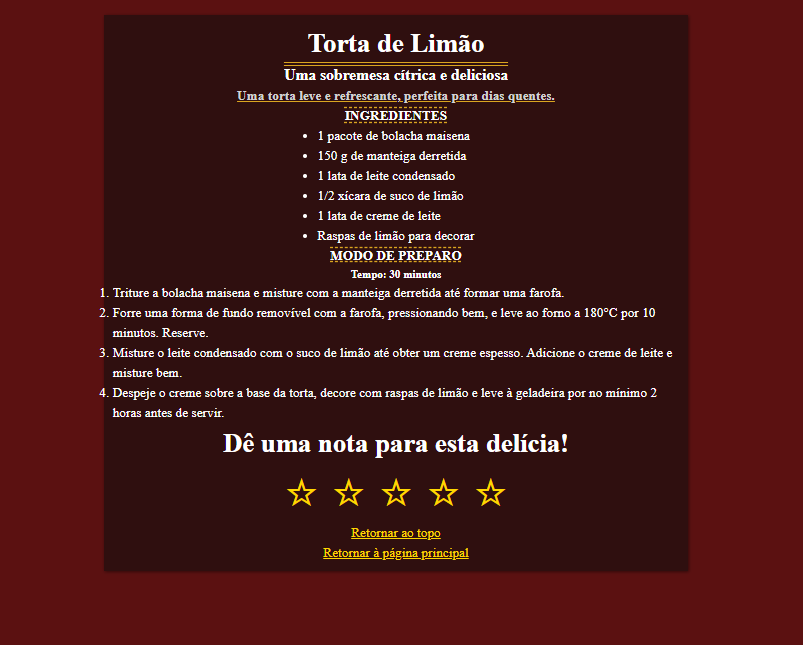 Torta de Limão
Uma sobremesa cítrica e deliciosa
Uma torta leve e refrescante, perfeita para dias quentes.
INGREDIENTES
• 1 pacote de bolacha maisena
• 150 g de manteiga derretida
• 1 lata de leite condensado
• 1/2 xícara de suco de limão
• 1 lata de creme de leite
• Raspas de limão para decorar
MODO DE PREPARO
Tempo: 30 minutos
1. Triture a bolacha maisena e misture com a manteiga derretida até formar uma farofa.
2. Forre uma forma de fundo removível com a farofa, pressionando bem, e leve ao forno a 180°C por 10
minutos. Reserve.
3. Misture o leite condensado com o suco de limão até obter um creme espesso. Adicione o creme de leite e
misture bem.
4. Despeje o creme sobre a base da torta, decore com raspas de limão e leve à geladeira por no mínimo 2
horas antes de servir.
Dê uma nota para esta delícia!
Retornar ao topo
Retornar à página principal